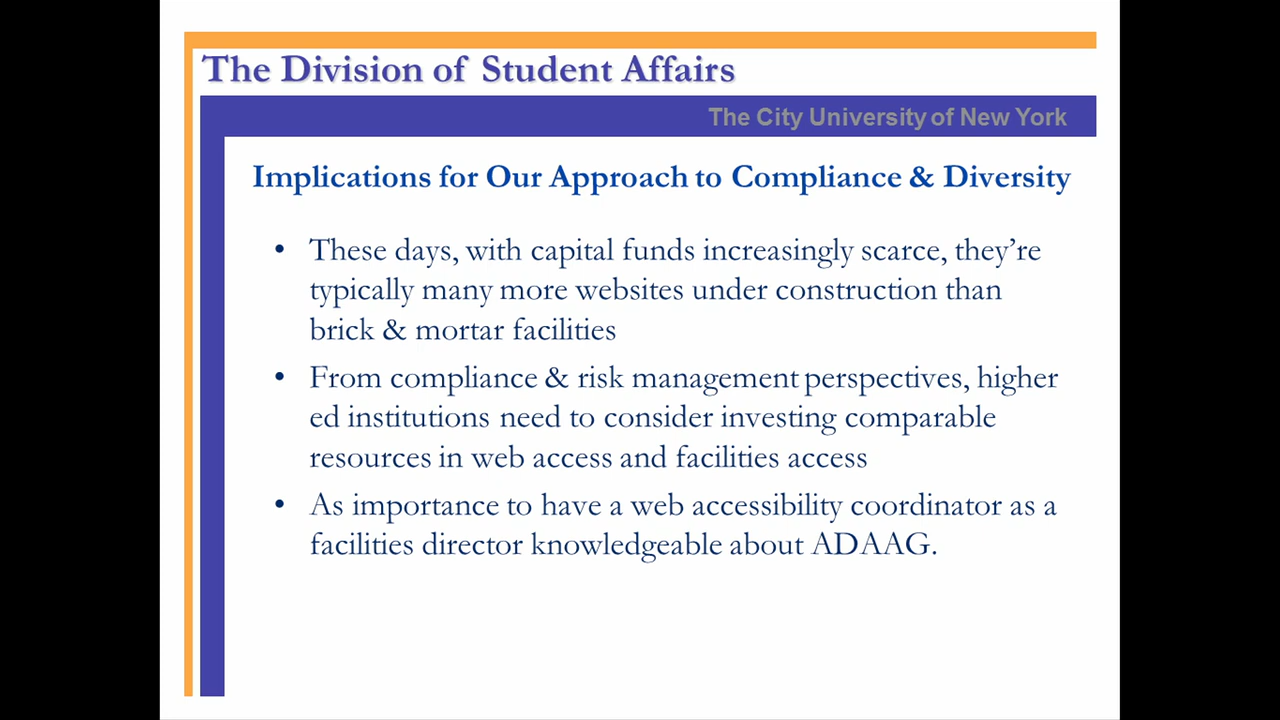 The Division of Student Affairs
The City University of New York
Implications for Our Approach to Compliance & Diversity
• These days, with capital funds increasingly scarce, they’re
typically many more websites under construction than
brick & mortar facilities
• From compliance & risk management perspectives, higher
ed institutions need to consider investing comparable
resources in web access and facilities access
• As importance to have a web accessibility coordinator as a
facilities director knowledgeable about ADAAG.